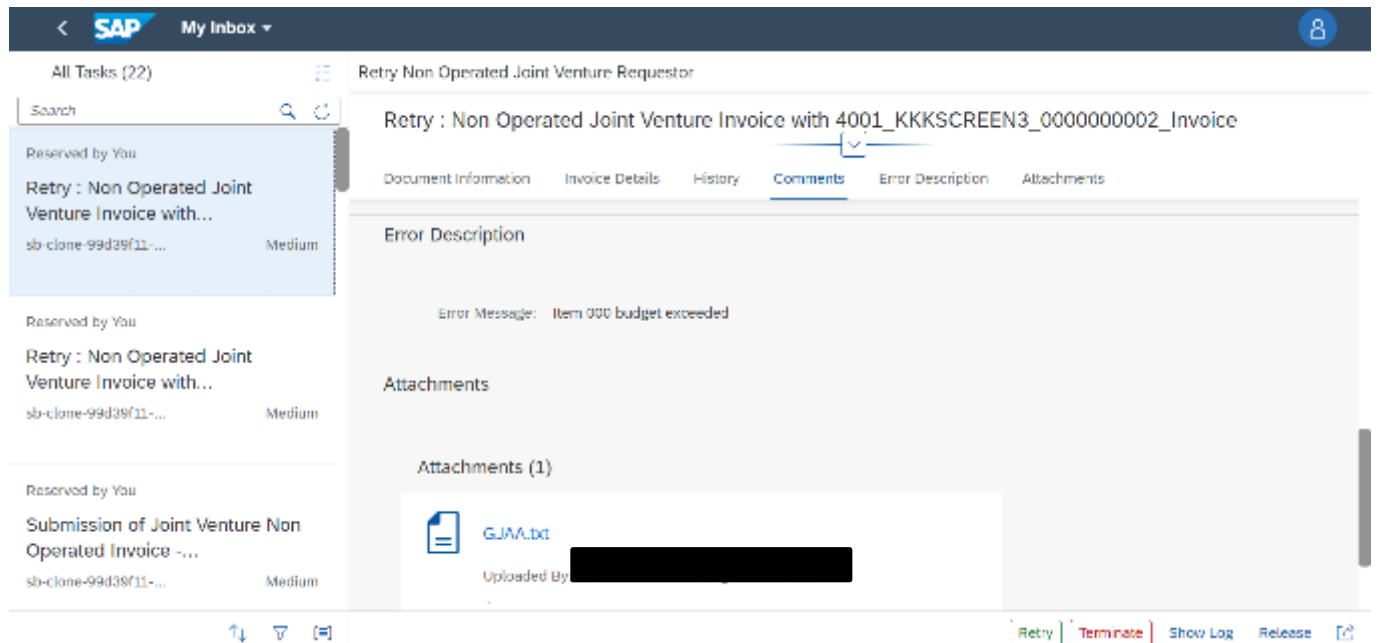 SAP My Inbox
All Tasks (22)
Search
Reserved by You
Retry : Non Operated Joint
Venture Invoice with...
sb-clone-99d39f11-... Medium
Reserved by You
Retry : Non Operated Joint
Venture Invoice with...
sb-clone-99d39f11-... Medium
Reserved by You
Submission of Joint Venture Non
Operated Invoice -...
sb-clone-99d39f11-... Medium
Retry Non Operated Joint Venture Requestor
Retry : Non Operated Joint Venture Invoice with 4001_KKKSCREEN3_0000000002_Invoice
Document Information Invoice Details History Comments Error Description Attachments
Error Description
Error Message: Item 000 budget exceeded
Attachments
Attachments (1)
GJAA.txt
Uploaded By
Retry Terminate Show Log Release